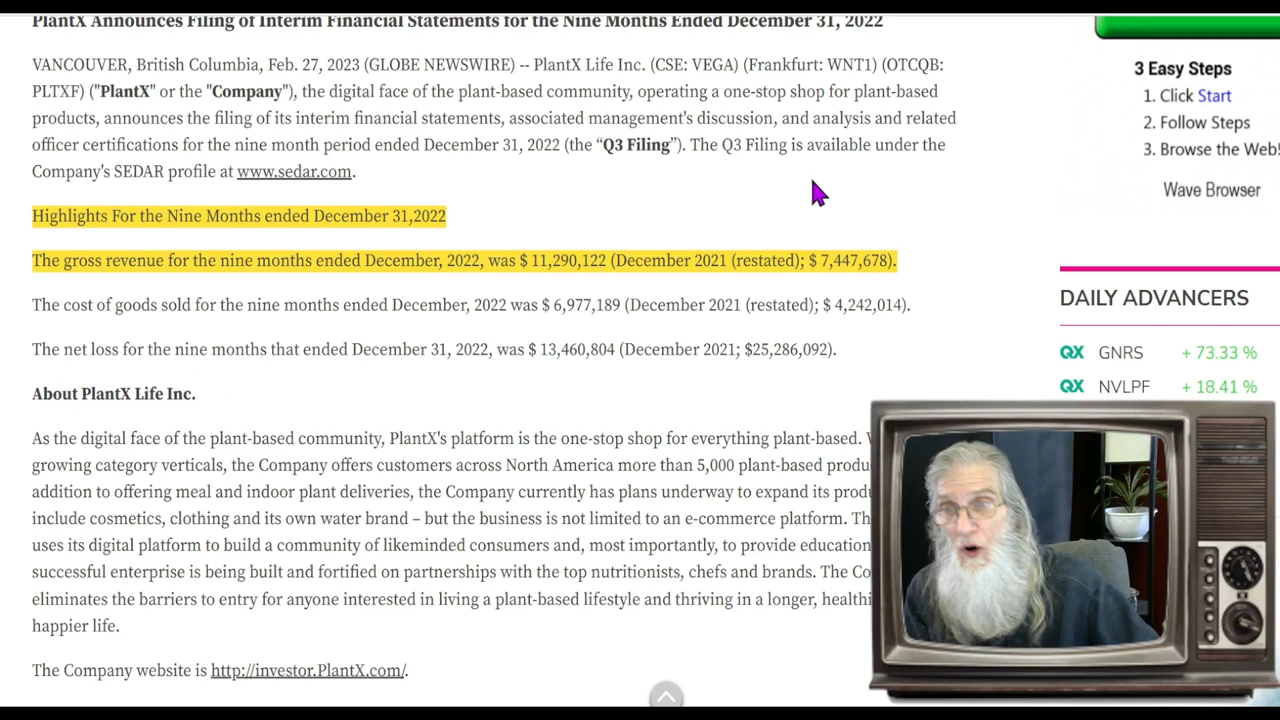 PlantX Announces Filing of Interim Financial Statements for the Nine Months Ended December 31, 2022
VANCOUVER, British Columbia, Feb. 27, 2023 (GLOBE NEWSWIRE) -- PlantX Life Inc. (CSE: VEGA) (Frankfurt: WNT1) (OTCQB:
PLTXF) ("PlantX" or the "Company"), the digital face of the plant-based community, operating a one-stop shop for plant-based
products, announces the filing of its interim financial statements, associated management's discussion, and analysis and related
officer certifications for the nine month period ended December 31, 2022 (the “Q3 Filing”). The Q3 Filing is available under the
Company's SEDAR profile at www.sedar.com.
Highlights For the Nine Months ended December 31,2022
The gross revenue for the nine months ended December, 2022, was $ 11,290,122 (December 2021 (restated); $ 7,447,678).
The cost of goods sold for the nine months ended December, 2022 was $ 6,977,189 (December 2021 (restated); $ 4,242,014).
The net loss for the nine months that ended December 31, 2022, was $ 13,460,804 (December 2021; $25,286,092).
About PlantX Life Inc.
As the digital face of the plant-based community, PlantX's platform is the one-stop shop for everything plant-based.
growing category verticals, the Company offers customers across North America more than 5,000 plant-based produ
addition to offering meal and indoor plant deliveries, the Company currently has plans underway to expand its produ
include cosmetics, clothing and its own water brand – but the business is not limited to an e-commerce platform. Th
uses its digital platform to build a community of likeminded consumers and, most importantly, to provide education
successful enterprise is being built and fortified on partnerships with the top nutritionists, chefs and brands. The Co
eliminates the barriers to entry for anyone interested in living a plant-based lifestyle and thriving in a longer, healthi
happier life.
The Company website is http://investor.PlantX.com/.
3 Easy Steps
1. Click Start
2. Follow Steps
3. Browse the Web!
Wave Browser
DAILY ADVANCERS
QX GNRS + 73.33 %
QX NVLPF + 18.41 %